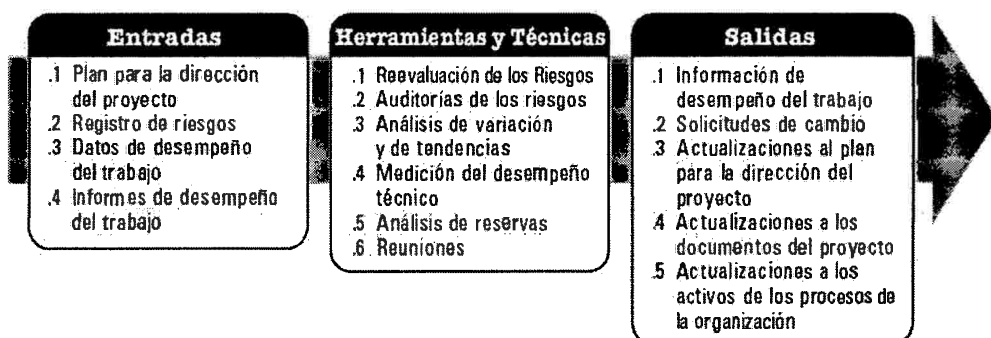 Entradas
.1 Plan para la dirección
del proyecto
.2 Registro de riesgos
.3 Datos de desempeño
del trabajo
.4 Informes de desempeño
del trabajo
Herramientas y Técnicas
.1 Reevaluación de los Riesgos
.2 Auditorías de los riesgos
.3 Análisis de variación
y de tendencias
.4 Medición del desempeño
técnico
.5 Análisis de reservas
.6 Reuniones
Salidas
.1 Información de
desempeño del trabajo
.2 Solicitudes de cambio
.3 Actualizaciones al plan
para la dirección del
proyecto
.4 Actualizaciones a los
documentos del proyecto
.5 Actualizaciones a los
activos de los procesos de
la organización